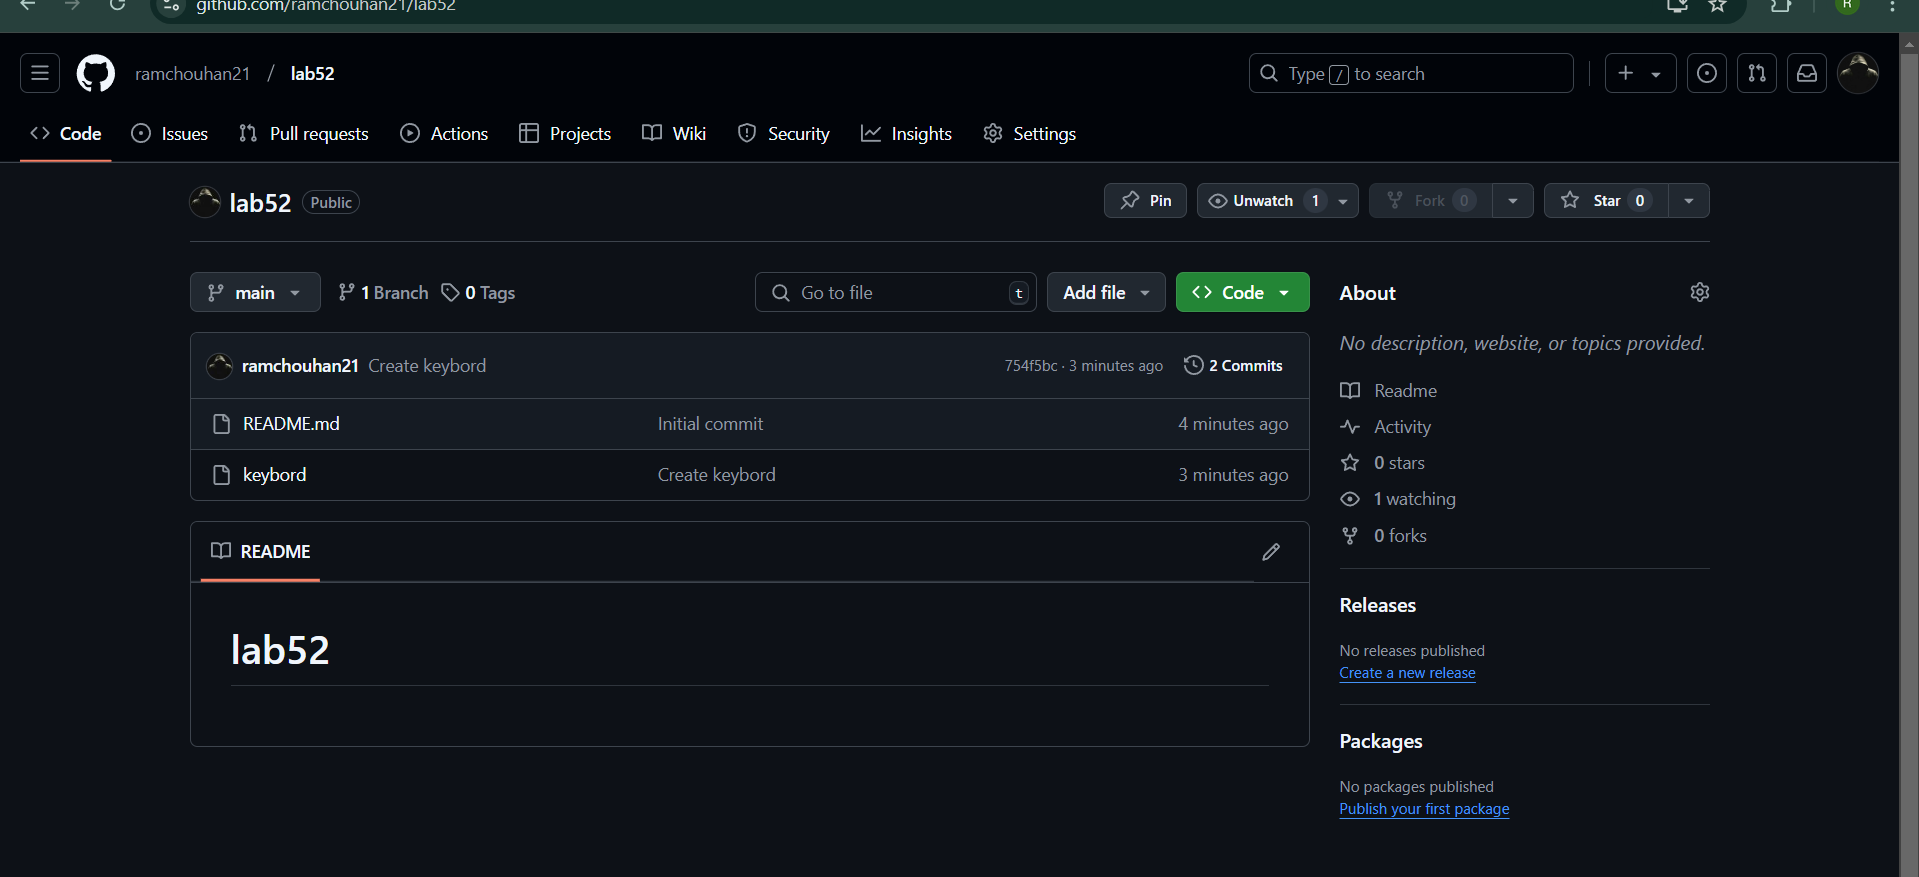 github.com/ramchouhan21/lab52
R
ramchouhan21 / lab52
Type / to search
Code Issues Pull requests Actions Projects Wiki Security Insights Settings
lab52 Public
Pin Unwatch 1 Fork 0 Star 0
main 1 Branch 0 Tags Go to file t Add file <> Code
ramchouhan21 Create keybord 754f5bc · 3 minutes ago 2 Commits
README.md Initial commit 4 minutes ago
keybord Create keybord 3 minutes ago
README
lab52
About
No description, website, or topics provided.
Readme
Activity
0 stars
1 watching
0 forks
Releases
No releases published
Create a new release
Packages
No packages published
Publish your first package